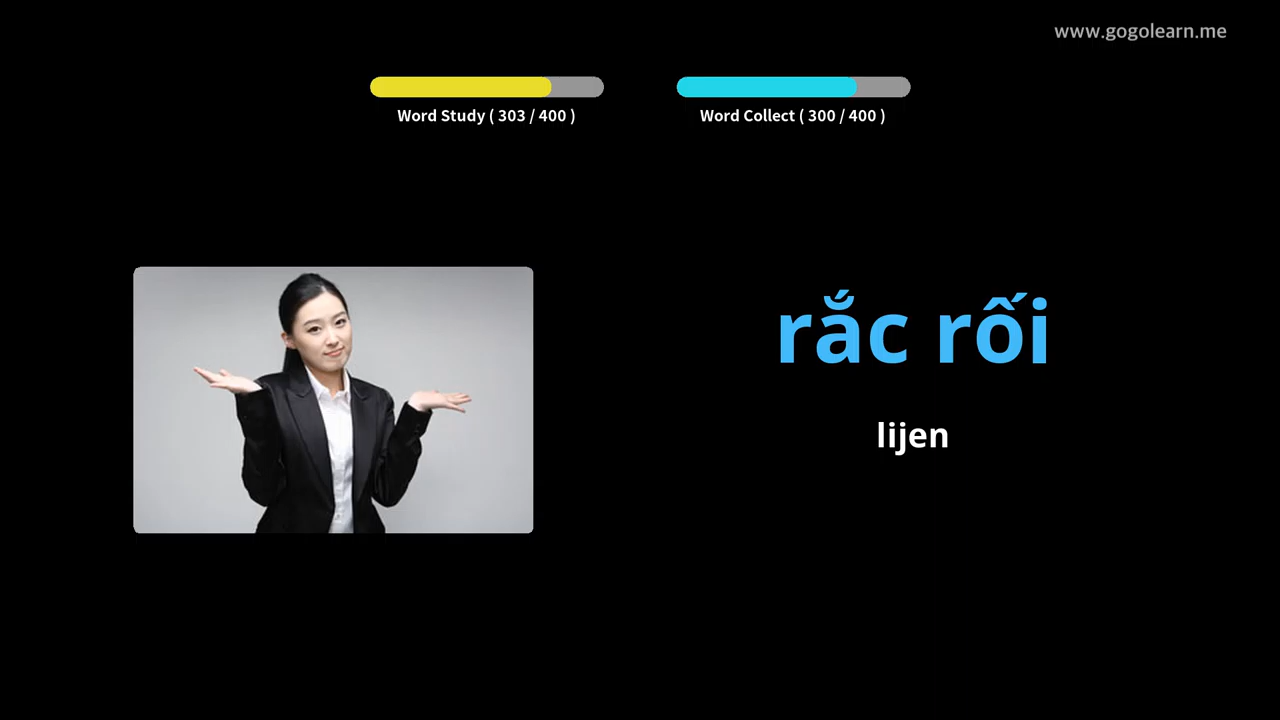 www.gogolearn.me
Word Study ( 303 / 400 )
Word Collect ( 300 / 400 )
rắc rối
lijen